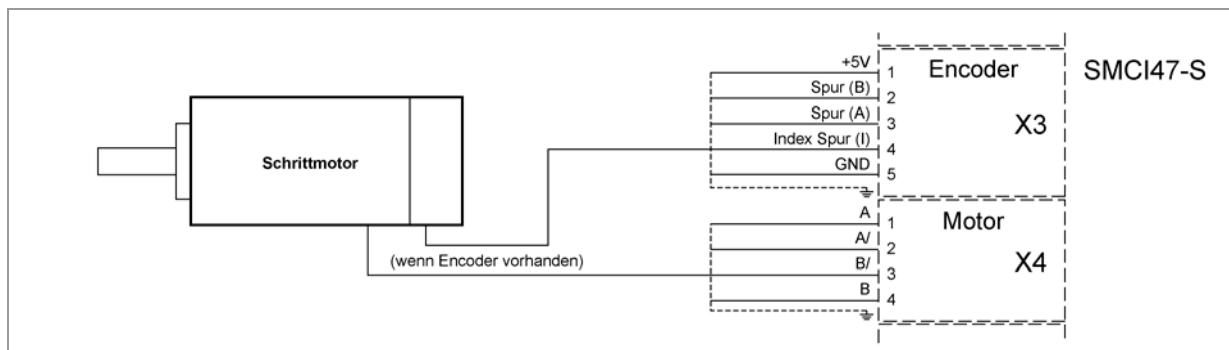 SMCI47-S
Encoder
X3
+5V 1
Spur (B) 2
Spur (A) 3
Index Spur (I) 4
GND 5
Schrittmotor
(wenn Encoder vorhanden)
Motor
X4
A 1
A/ 2
B/ 3
B 4